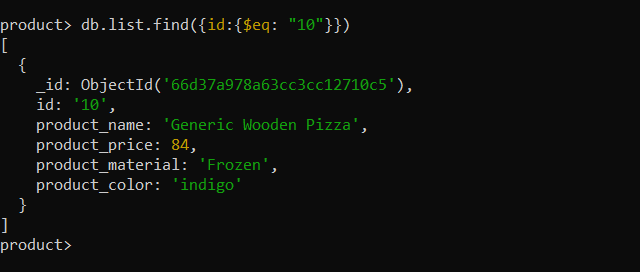 product> db.list.find({id:{$eq: "10"}})
[
  {
    _id: ObjectId('66d37a978a63cc3cc12710c5'),
    id: '10',
    product_name: 'Generic Wooden Pizza',
    product_price: 84,
    product_material: 'Frozen',
    product_color: 'indigo'
  }
]
product>